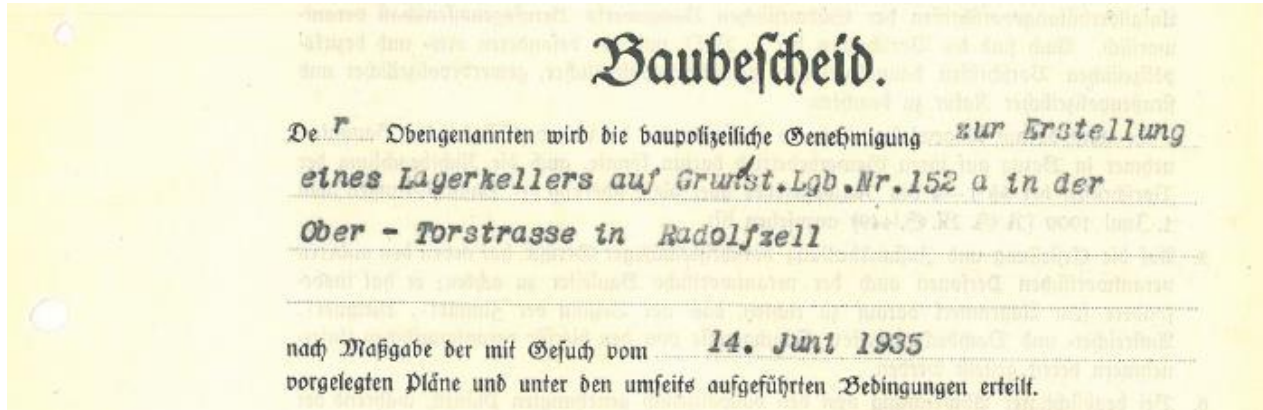 Baubescheid.
Der Obengenannten wird die baupolizeiliche Genehmigung zur Erstellung
eines Lagerkellers auf Grundst.Lgb.Nr.152 a in der
Ober - Torstrasse in Radolfzell
nach Maßgabe der mit Gesuch vom 14. Juni 1935
vorgelegten Pläne und unter den umseits aufgeführten Bedingungen erteilt.